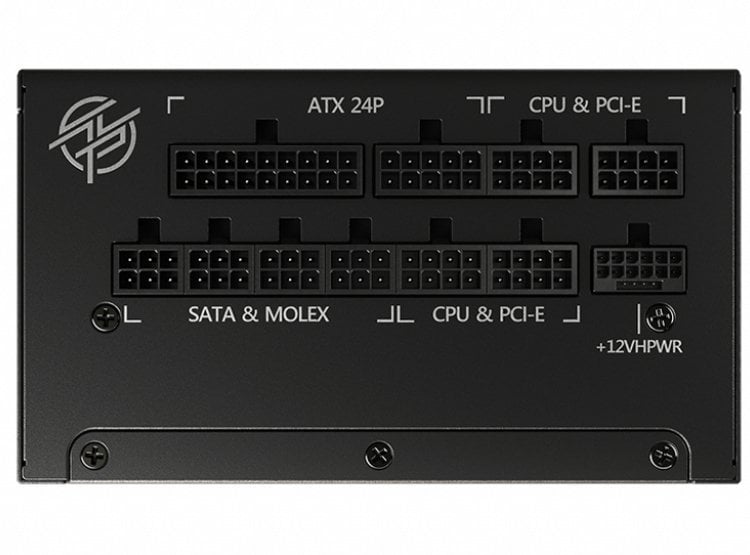 ATX 24P
CPU & PCI-E
SATA & MOLEX
CPU & PCI-E
+12VHPWR